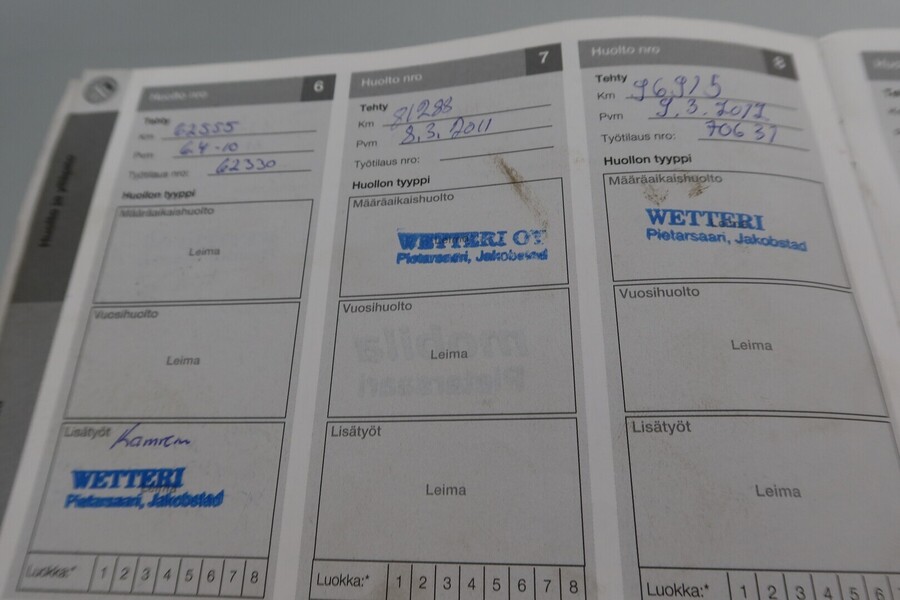 Huolto nro 6
Tehty
Km 62555
Pvm 6.4-10
Työtilaus nro: 62330
Huollon tyyppi
Määräaikaishuolto
Leima
Vuosihuolto
Leima
Lisätyöt
WETTERI
Leima
Pietarsaari, Jakobstad
Luokka:* 1 2 3 4 5 6 7 8
Huolto nro 7
Tehty
Km 81288
Pvm 8.3.2011
Työtilaus nro:
Huollon tyyppi
Määräaikaishuolto
WETTERI OY
Pietarsaari, Jakobstad
Vuosihuolto
Leima
Lisätyöt
Leima
Luokka:* 1 2 3 4 5 6 7 8
Huolto nro 8
Tehty
Km 96915
Pvm 9.3.2012
Työtilaus nro: 70631
Huollon tyyppi
Määräaikaishuolto
WETTERI
Pietarsaari, Jakobstad
Vuosihuolto
Leima
Lisätyöt
Leima
Luokka:* 1 2 3 4 5 6